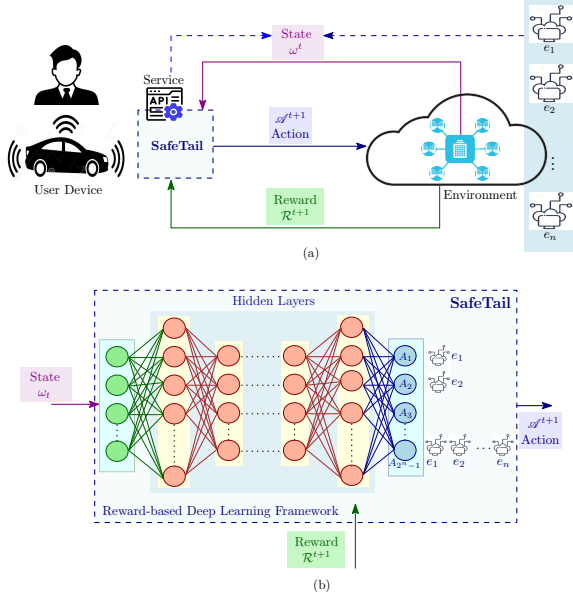 State
ω^t
e_1
Service
API
SafeTail
𝒜^{t+1}
Action
e_2
User Device
Environment
⋮
Reward
ℛ^{t+1}
e_n
(a)
Hidden Layers
SafeTail
State
ω_t
A_1
e_1
A_2
e_2
A_3
𝒜^{t+1}
Action
A_{2^n−1}
e_1 e_2 ⋯ e_n
Reward-based Deep Learning Framework
Reward
ℛ^{t+1}
(b)